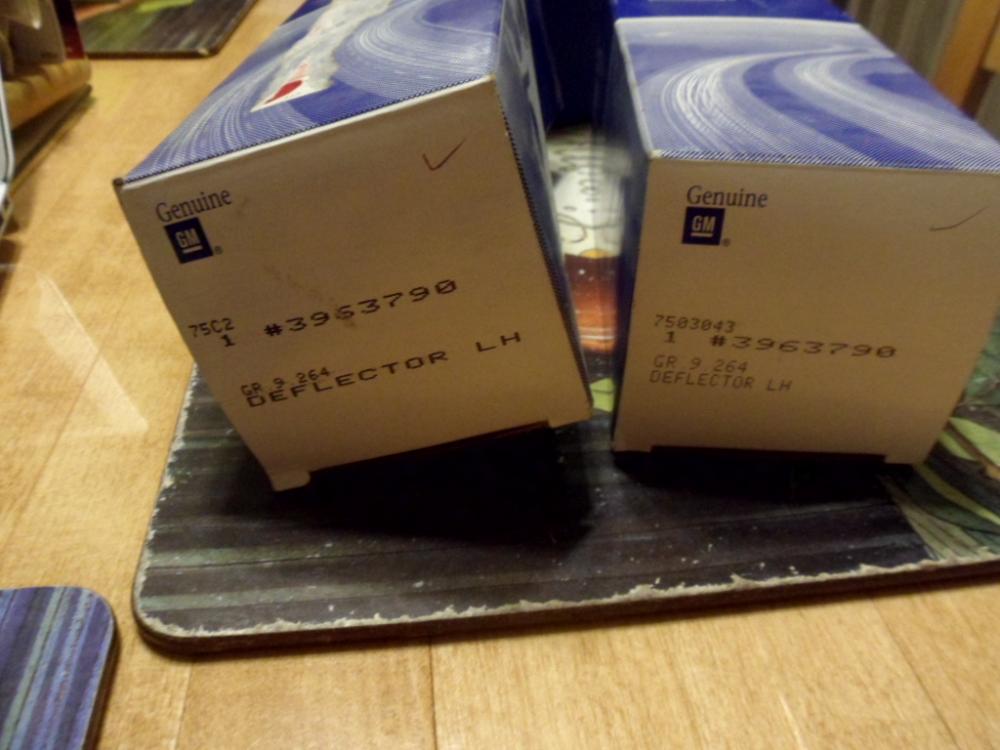 Genuine
GM ®
75C2
1 #3963790
GR 9 264
DEFLECTOR LH
Genuine
GM ®
7503043
1 #3963790
GR 9 264
DEFLECTOR LH